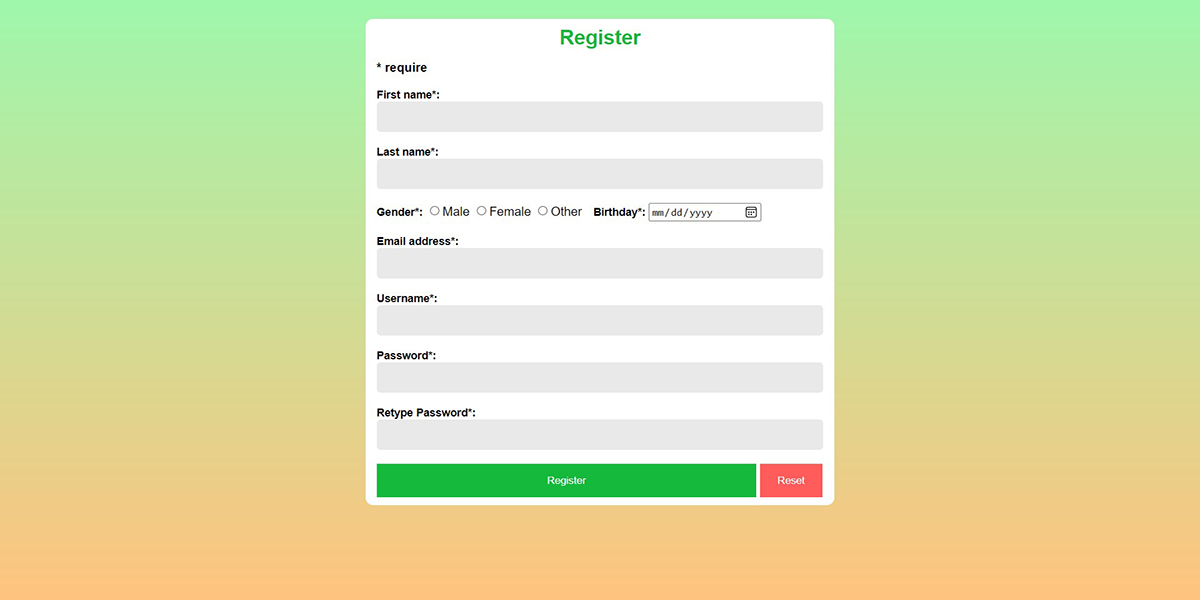 Register
* require
First name*:
Last name*:
Gender*: Male Female Other Birthday*: mm/dd/yyyy
Email address*:
Username*:
Password*:
Retype Password*:
Register Reset